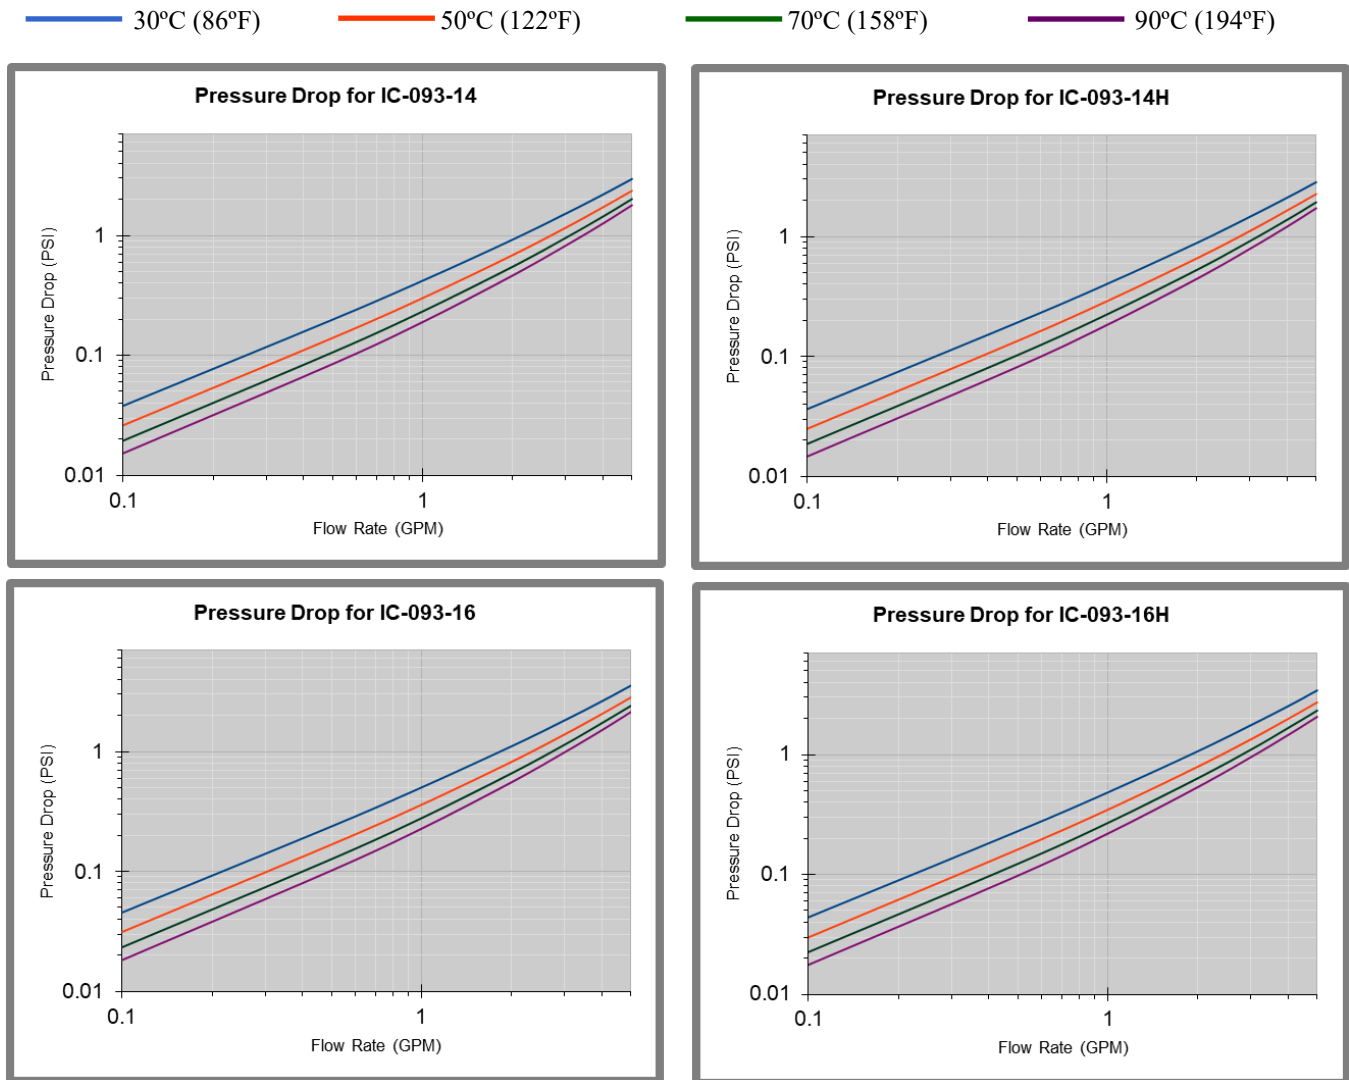 30ºC (86ºF) 50ºC (122ºF) 70ºC (158ºF) 90ºC (194ºF)
Pressure Drop for IC-093-14
Pressure Drop (PSI)
1
0.1
0.01
0.1 1
Flow Rate (GPM)
Pressure Drop for IC-093-14H
Pressure Drop (PSI)
1
0.1
0.01
0.1 1
Flow Rate (GPM)
Pressure Drop for IC-093-16
Pressure Drop (PSI)
1
0.1
0.01
0.1 1
Flow Rate (GPM)
Pressure Drop for IC-093-16H
Pressure Drop (PSI)
1
0.1
0.01
0.1 1
Flow Rate (GPM)